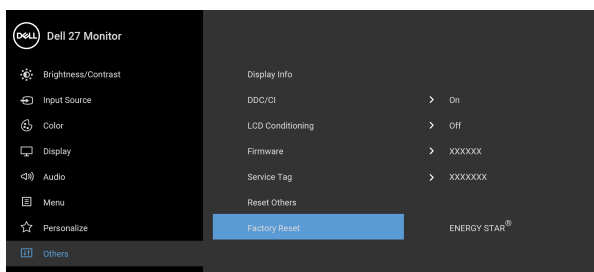 DELL Dell 27 Monitor
Brightness/Contrast Display Info
Input Source DDC/CI > On
Color LCD Conditioning > Off
Display Firmware > XXXXXX
Audio Service Tag > XXXXXXX
Menu Reset Others
Personalize Factory Reset ENERGY STAR®
Others